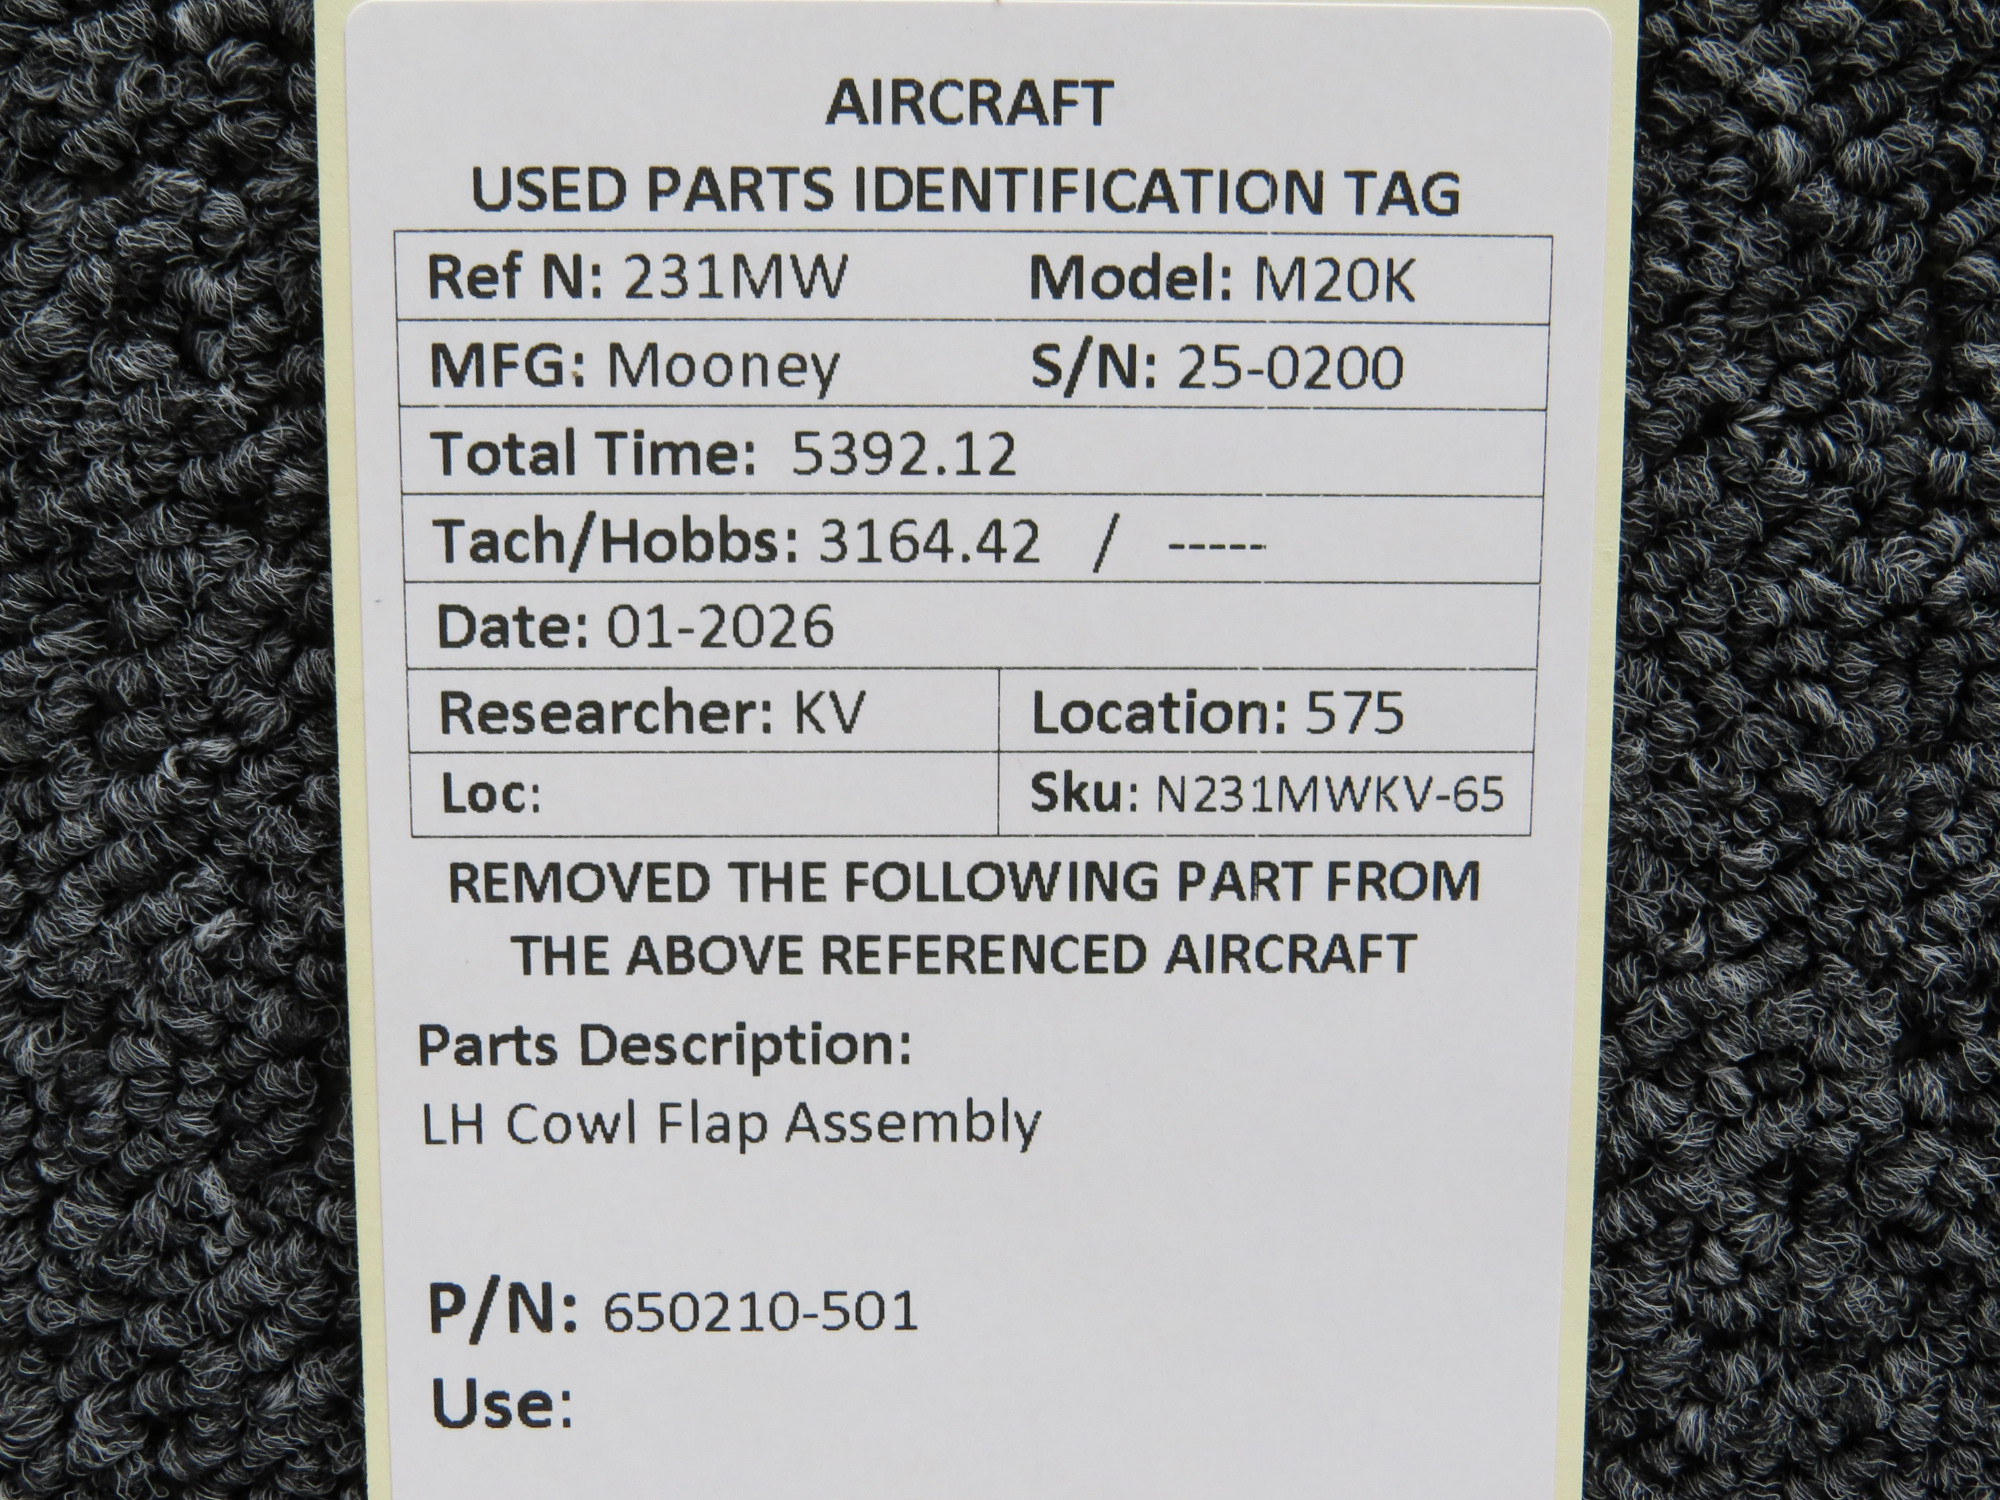 AIRCRAFT
USED PARTS IDENTIFICATION TAG
Ref N: 231MW Model: M20K
MFG: Mooney S/N: 25-0200
Total Time: 5392.12
Tach/Hobbs: 3164.42 / -----
Date: 01-2026
Researcher: KV Location: 575
Loc: Sku: N231MWKV-65
REMOVED THE FOLLOWING PART FROM
THE ABOVE REFERENCED AIRCRAFT
Parts Description:
LH Cowl Flap Assembly
P/N: 650210-501
Use: